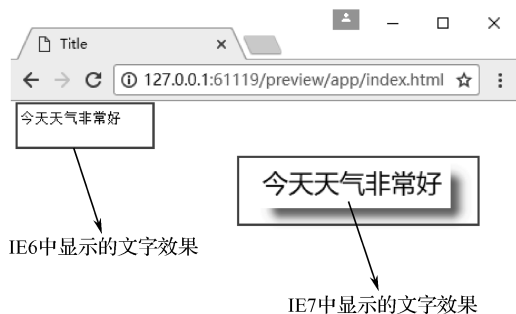 Title
127.0.0.1:61119/preview/app/index.html
今天天气非常好
今天天气非常好
IE6中显示的文字效果
IE7中显示的文字效果